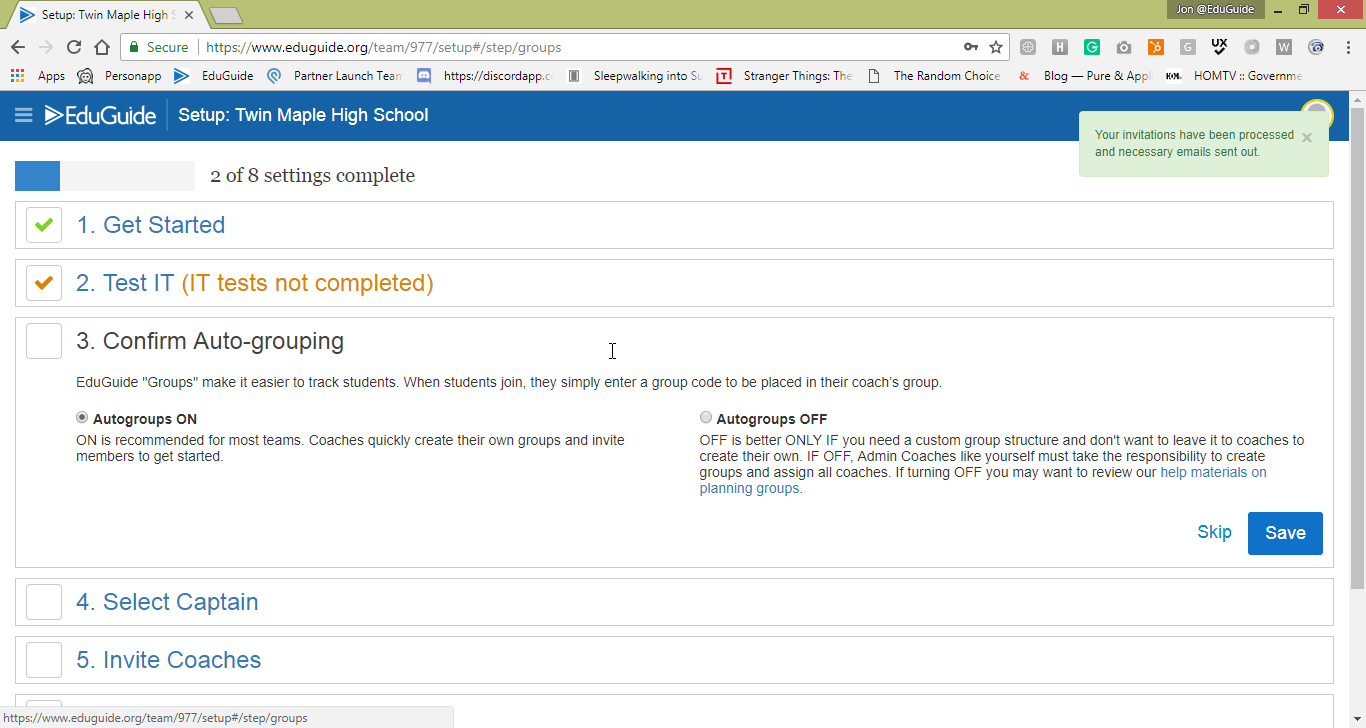 Setup: Twin Maple High S
Jon @EduGuide
Secure
https://www.eduguide.org/team/977/setup#/step/groups
Apps
Personapp
EduGuide
Partner Launch Team
https://discordapp.c
Sleepwalking into Su
Stranger Things: The
The Random Choice
Blog — Pure & Appl
HOMTV :: Governme
EduGuide
Setup: Twin Maple High School
Your invitations have been processed
and necessary emails sent out.
2 of 8 settings complete
1. Get Started
2. Test IT (IT tests not completed)
3. Confirm Auto-grouping
EduGuide "Groups" make it easier to track students. When students join, they simply enter a group code to be placed in their coach's group.
Autogroups ON
ON is recommended for most teams. Coaches quickly create their own groups and invite
members to get started.
Autogroups OFF
OFF is better ONLY IF you need a custom group structure and don't want to leave it to coaches to
create their own. IF OFF, Admin Coaches like yourself must take the responsibility to create
groups and assign all coaches. If turning OFF you may want to review our help materials on
planning groups.
Skip
Save
4. Select Captain
5. Invite Coaches
https://www.eduguide.org/team/977/setup#/step/groups